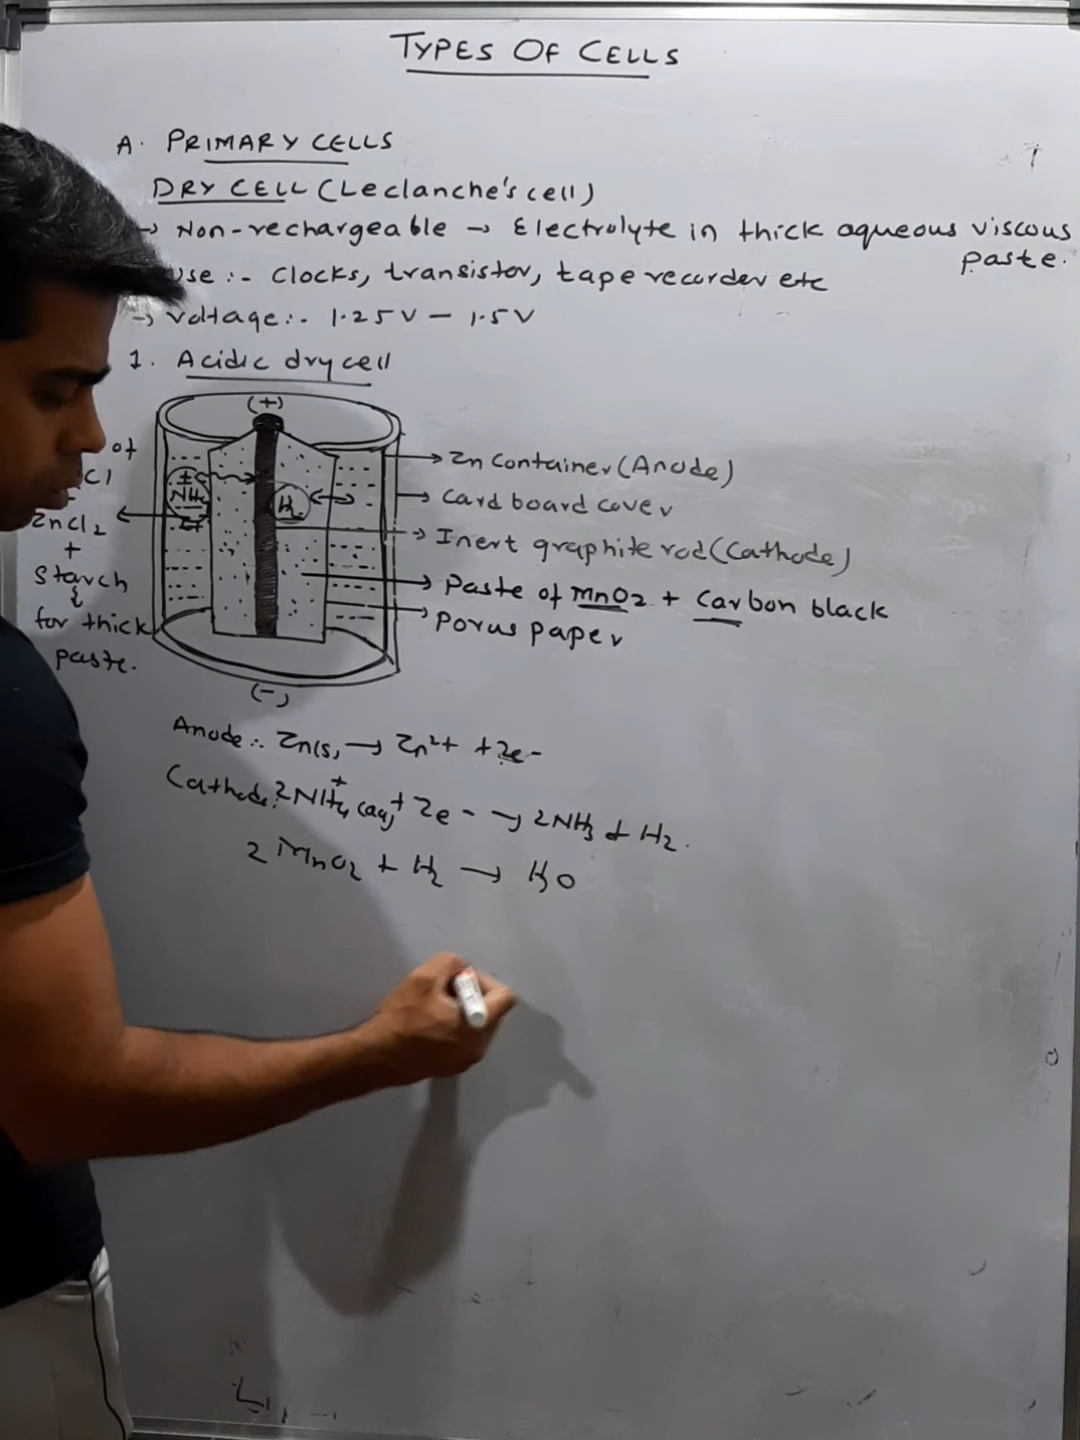 TYPES OF CELLS
A. PRIMARY CELLS
DRY CELL (Leclanche's cell)
→ Non-rechargeable → Electrolyte in thick aqueous viscous
paste.
Use :- Clocks, transistor, tape recorder etc
→ Voltage :- 1.25V – 1.5V
1. Acidic dry cell
(+)
of
Cl
+
ZnCl2
+
Starch
for thick
paste.
NH4
H2
→ Zn Container (Anode)
→ Card board cover
→ Inert graphite rod (Cathode)
→ Paste of MnO2 + Carbon black
→ Porus paper
(-)
Anode :- Zn(s) → Zn2+ + 2e-
Cathode: 2NH4+ (aq) + 2e- → 2NH3 + H2.
2 MnO2 + H2 → H2O